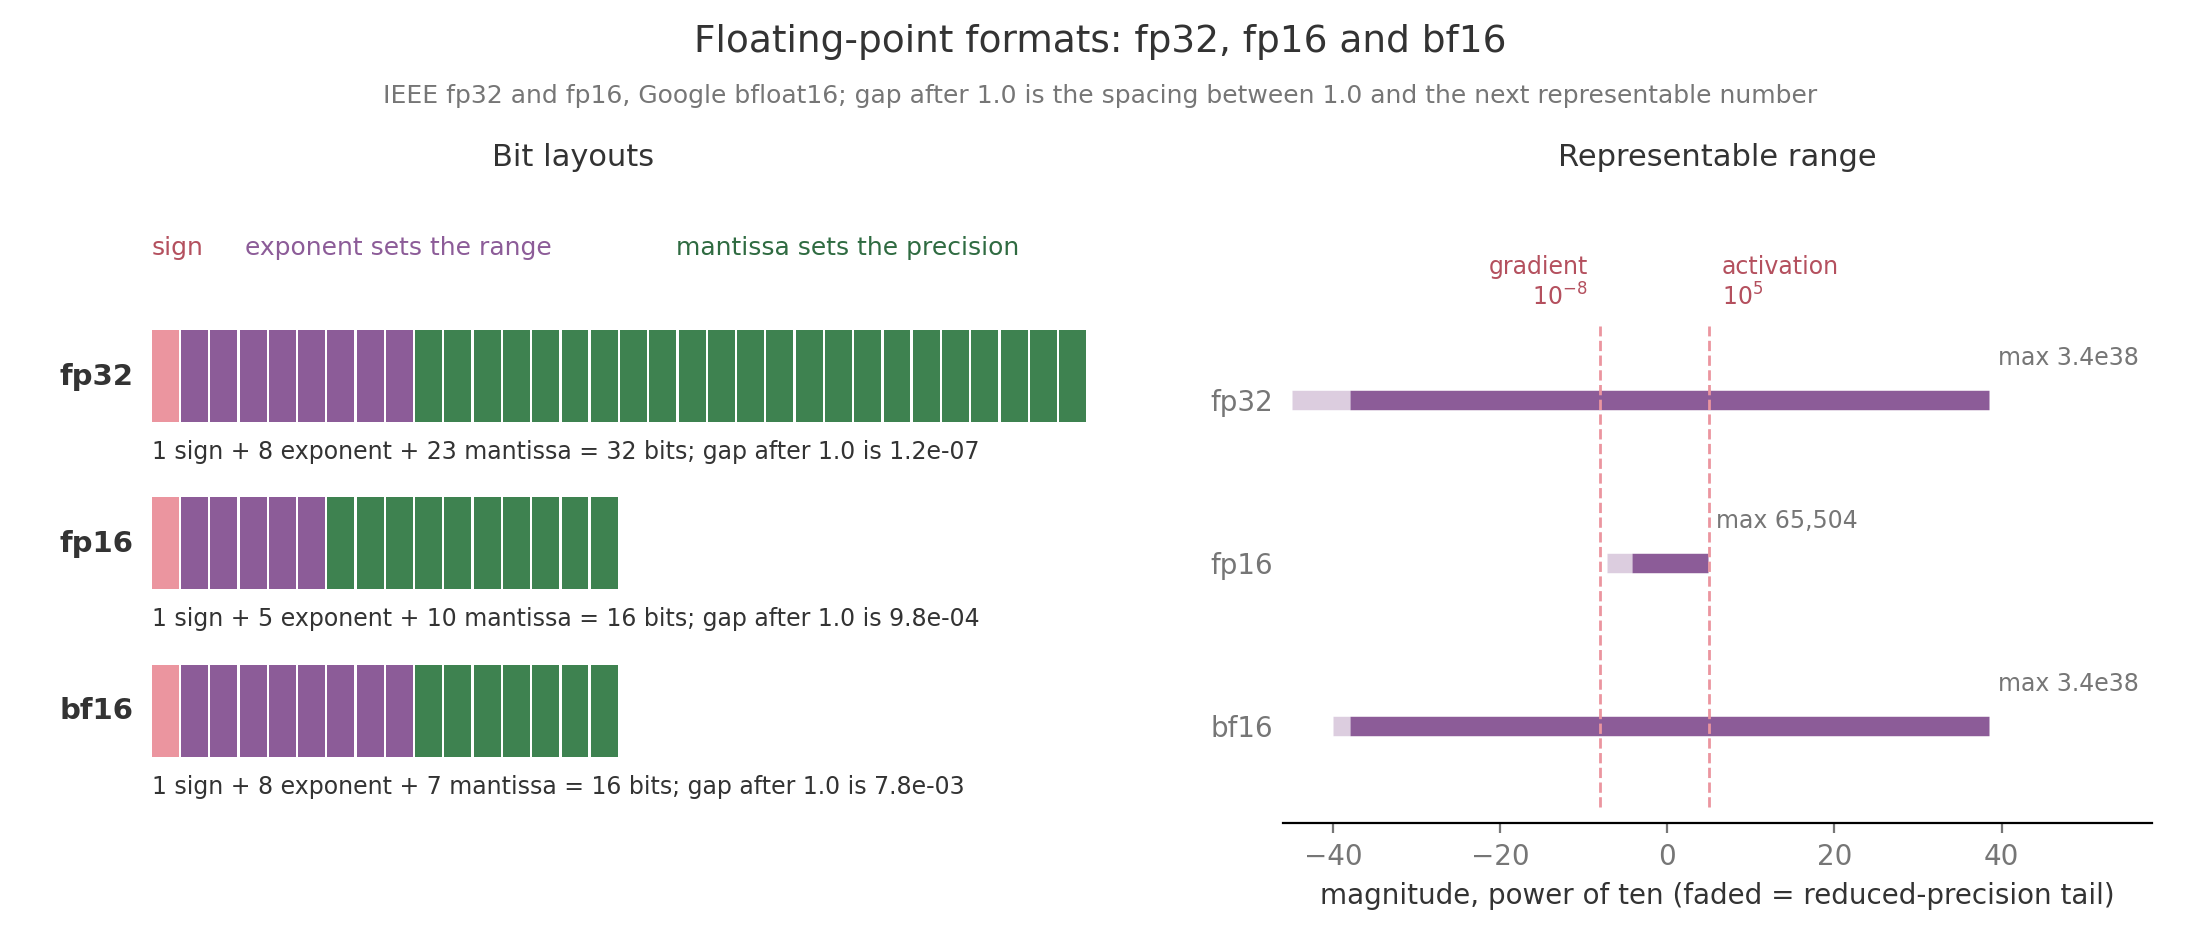 Floating-point formats: fp32, fp16 and bf16
IEEE fp32 and fp16, Google bfloat16; gap after 1.0 is the spacing between 1.0 and the next representable number
Bit layouts
sign
exponent sets the range
mantissa sets the precision
fp32
1 sign + 8 exponent + 23 mantissa = 32 bits; gap after 1.0 is 1.2e-07
fp16
1 sign + 5 exponent + 10 mantissa = 16 bits; gap after 1.0 is 9.8e-04
bf16
1 sign + 8 exponent + 7 mantissa = 16 bits; gap after 1.0 is 7.8e-03
Representable range
gradient
10⁻⁸
activation
10⁵
max 3.4e38
fp32
max 65,504
fp16
max 3.4e38
bf16
−40 −20 0 20 40
magnitude, power of ten (faded = reduced-precision tail)